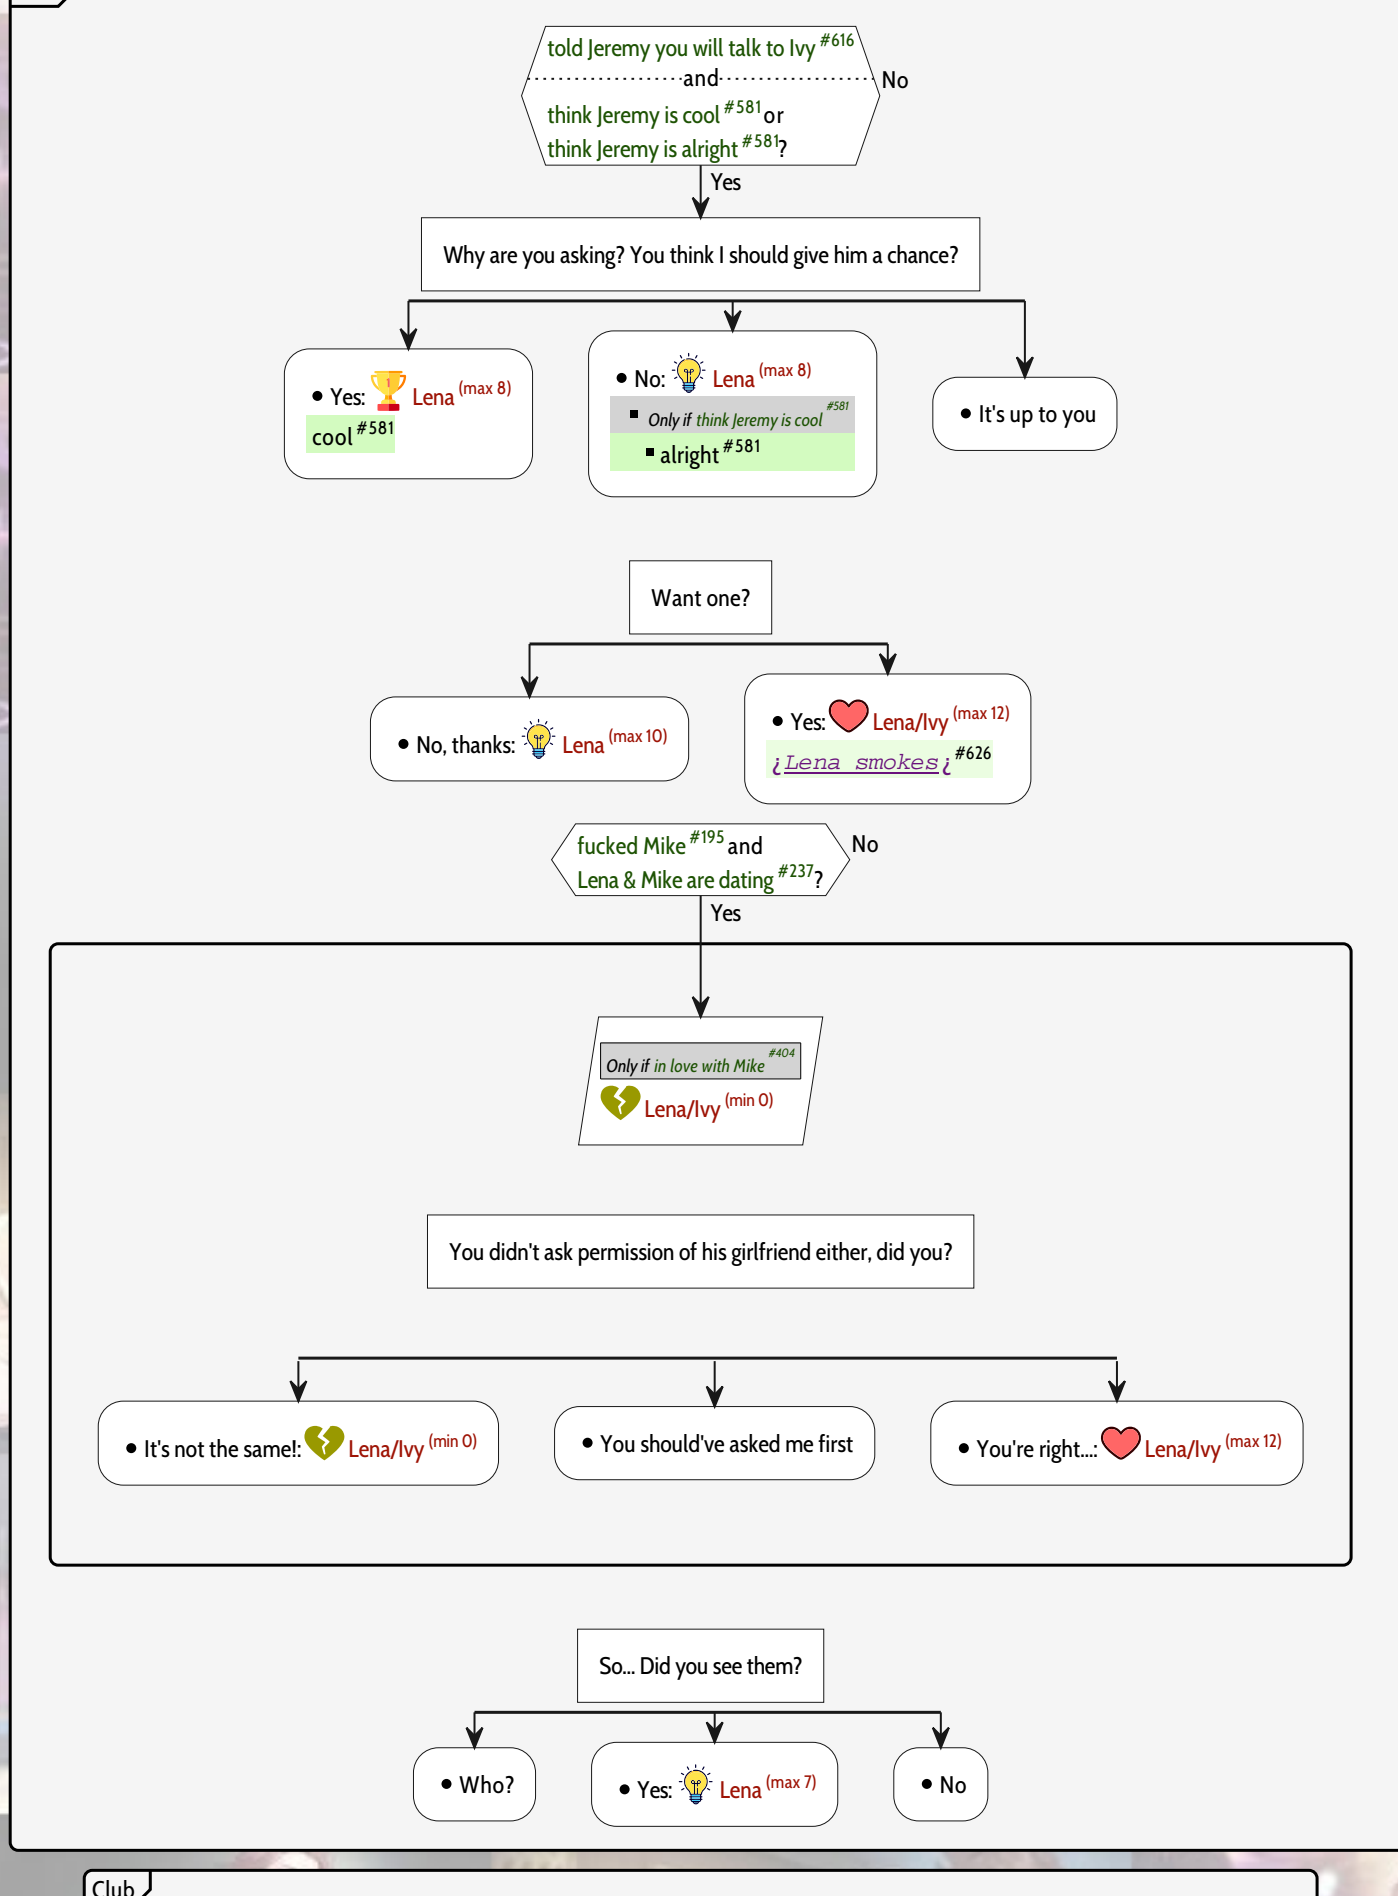 told Jeremy you will talk to Ivy #616
and
No
think Jeremy is cool #581 or
think Jeremy is alright #581?
Yes
Why are you asking? You think I should give him a chance?
• Yes: 1 Lena (max 8)
cool #581
• No: Lena (max 8)
▪ Only if think Jeremy is cool #581
▪ alright #581
• It's up to you
Want one?
• No, thanks: Lena (max 10)
• Yes: Lena/Ivy (max 12)
¿Lena smokes¿ #626
fucked Mike #195 and
No
Lena & Mike are dating #237?
Yes
Only if in love with Mike #404
Lena/Ivy (min 0)
You didn't ask permission of his girlfriend either, did you?
• It's not the same!: Lena/Ivy (min 0)
• You should've asked me first
• You're right...: Lena/Ivy (max 12)
So... Did you see them?
• Who?
• Yes: Lena (max 7)
• No
Club